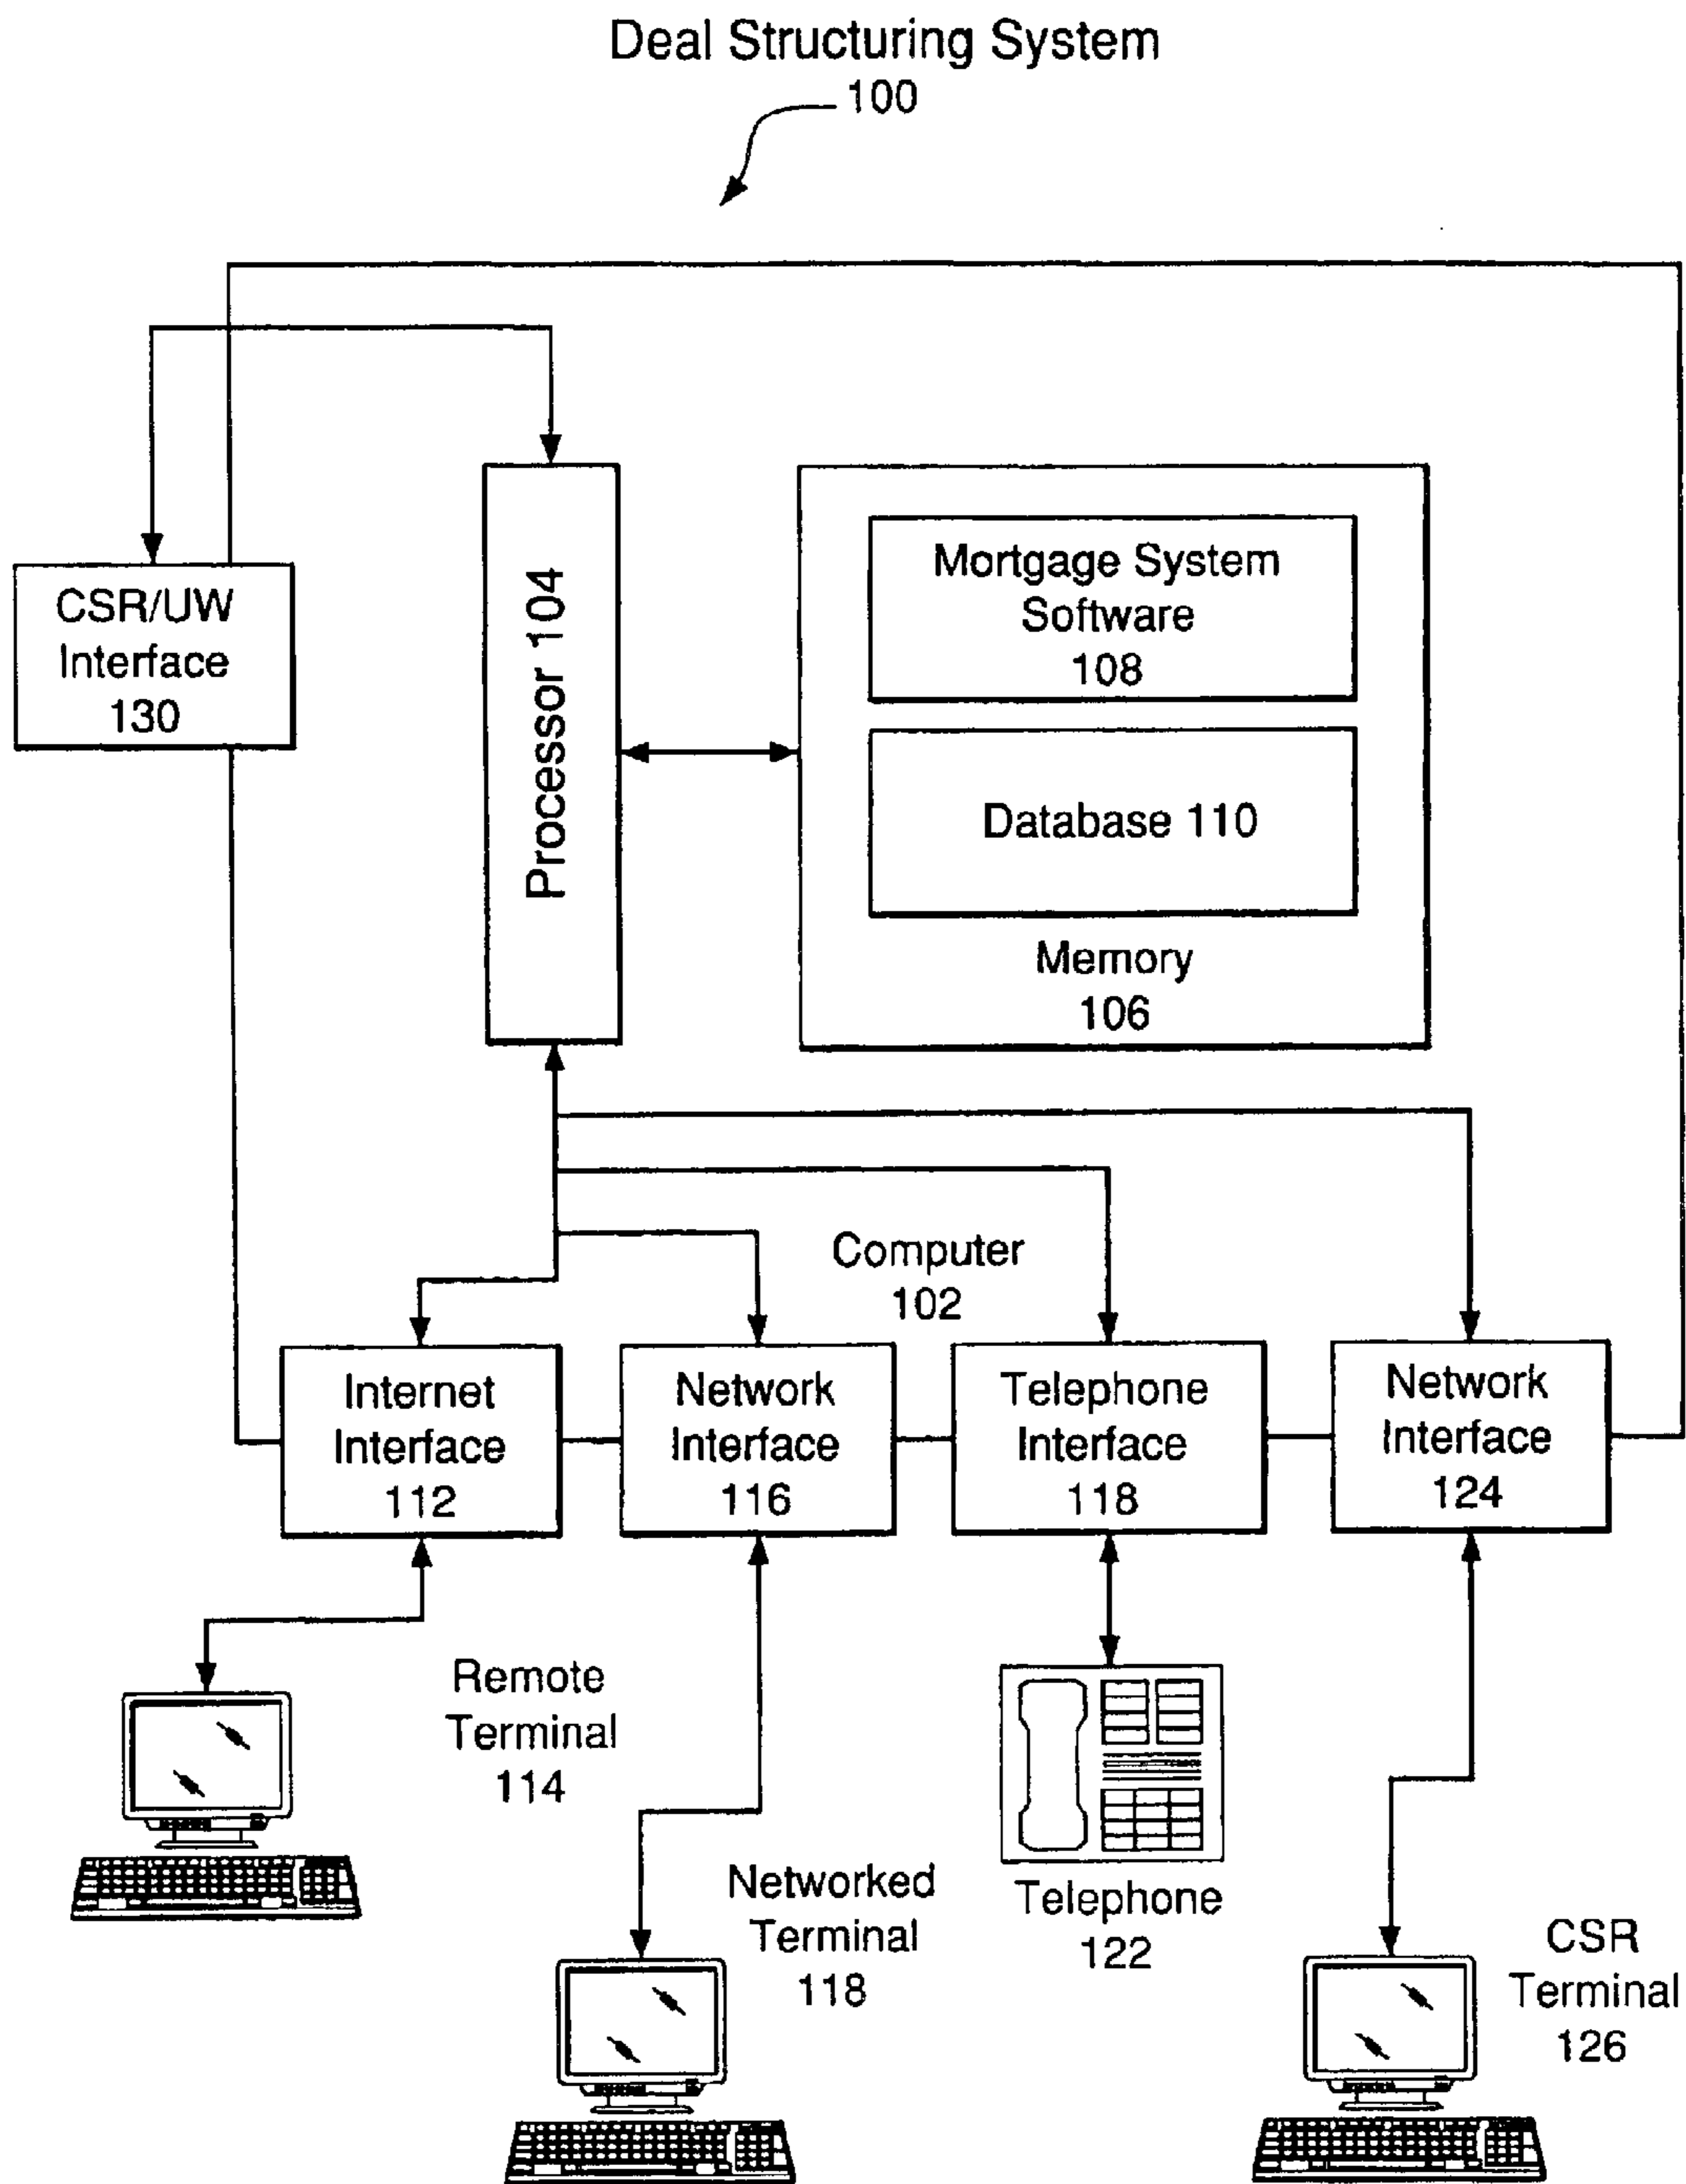 Deal Structuring System
100
CSR/UW
Interface
130
Processor 104
Mortgage System
Software
108
Database 110
Memory
106
Computer
102
Internet
Interface
112
Network
Interface
116
Telephone
Interface
118
Network
Interface
124
Remote
Terminal
114
Networked
Terminal
118
Telephone
122
CSR
Terminal
126